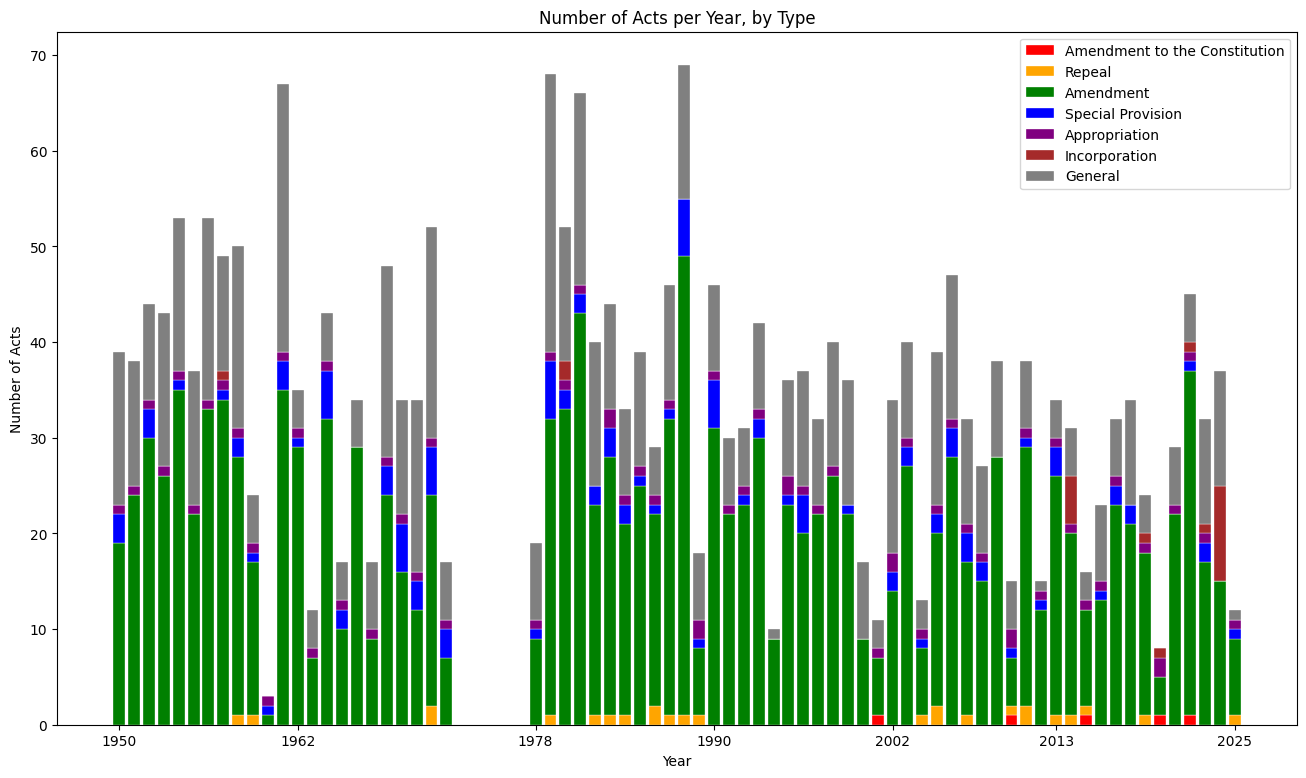 Number of Acts per Year, by Type
Amendment to the Constitution
Repeal
Amendment
Special Provision
Appropriation
Incorporation
General
70
60
50
40
30
20
10
0
Number of Acts
1950
1962
1978
1990
2002
2013
2025
Year